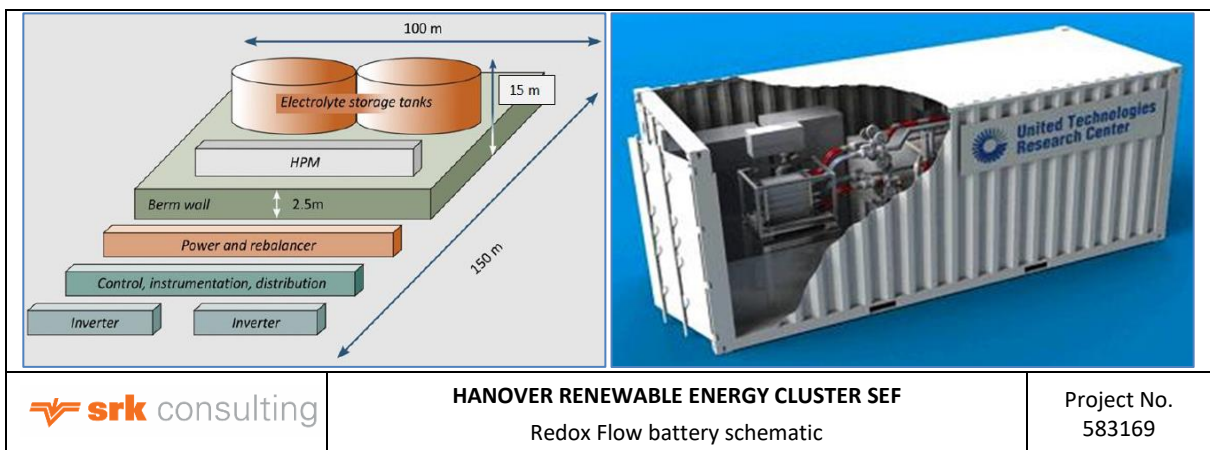 100 m
15 m
Electrolyte storage tanks
HPM
Berm wall
2.5m
150 m
Power and rebalancer
Control, instrumentation, distribution
Inverter
Inverter
United Technologies
Research Center
srk consulting
HANOVER RENEWABLE ENERGY CLUSTER SEF
Redox Flow battery schematic
Project No.
583169